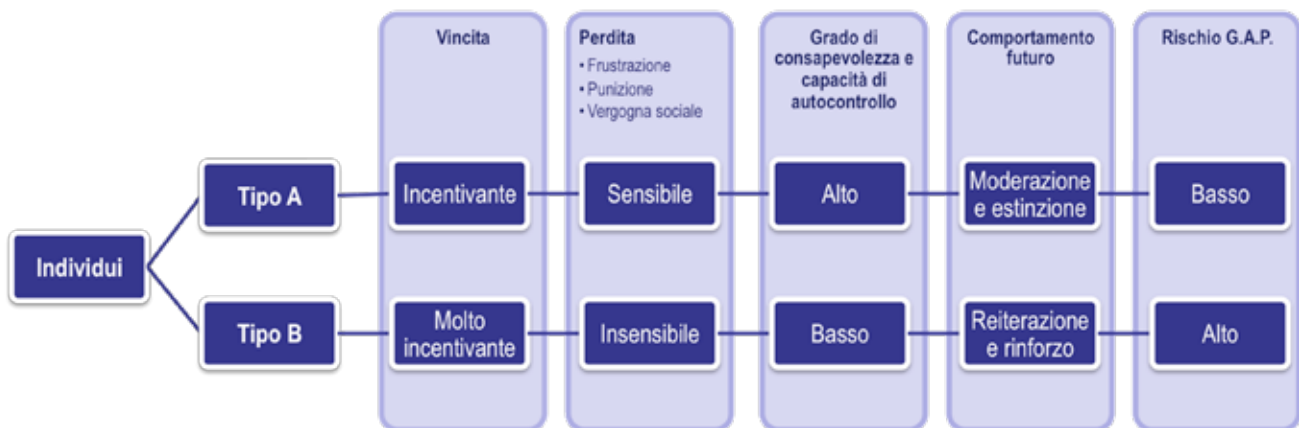 Vincita
Perdita
• Frustrazione
• Punizione
• Vergogna sociale
Grado di
consapevolezza e
capacità di
autocontrollo
Comportamento
futuro
Rischio G.A.P.
Individui
Tipo A
Incentivante
Sensibile
Alto
Moderazione
e estinzione
Basso
Tipo B
Molto
incentivante
Insensibile
Basso
Reiterazione
e rinforzo
Alto